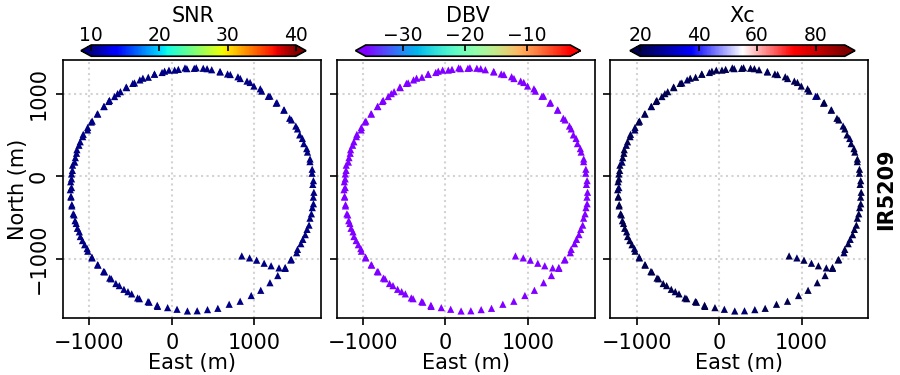 SNR DBV Xc
10 20 30 40 −30 −20 −10 20 40 60 80
North (m)
1000
0
−1000
IR5209
−1000 0 1000 −1000 0 1000 −1000 0 1000
East (m) East (m) East (m)